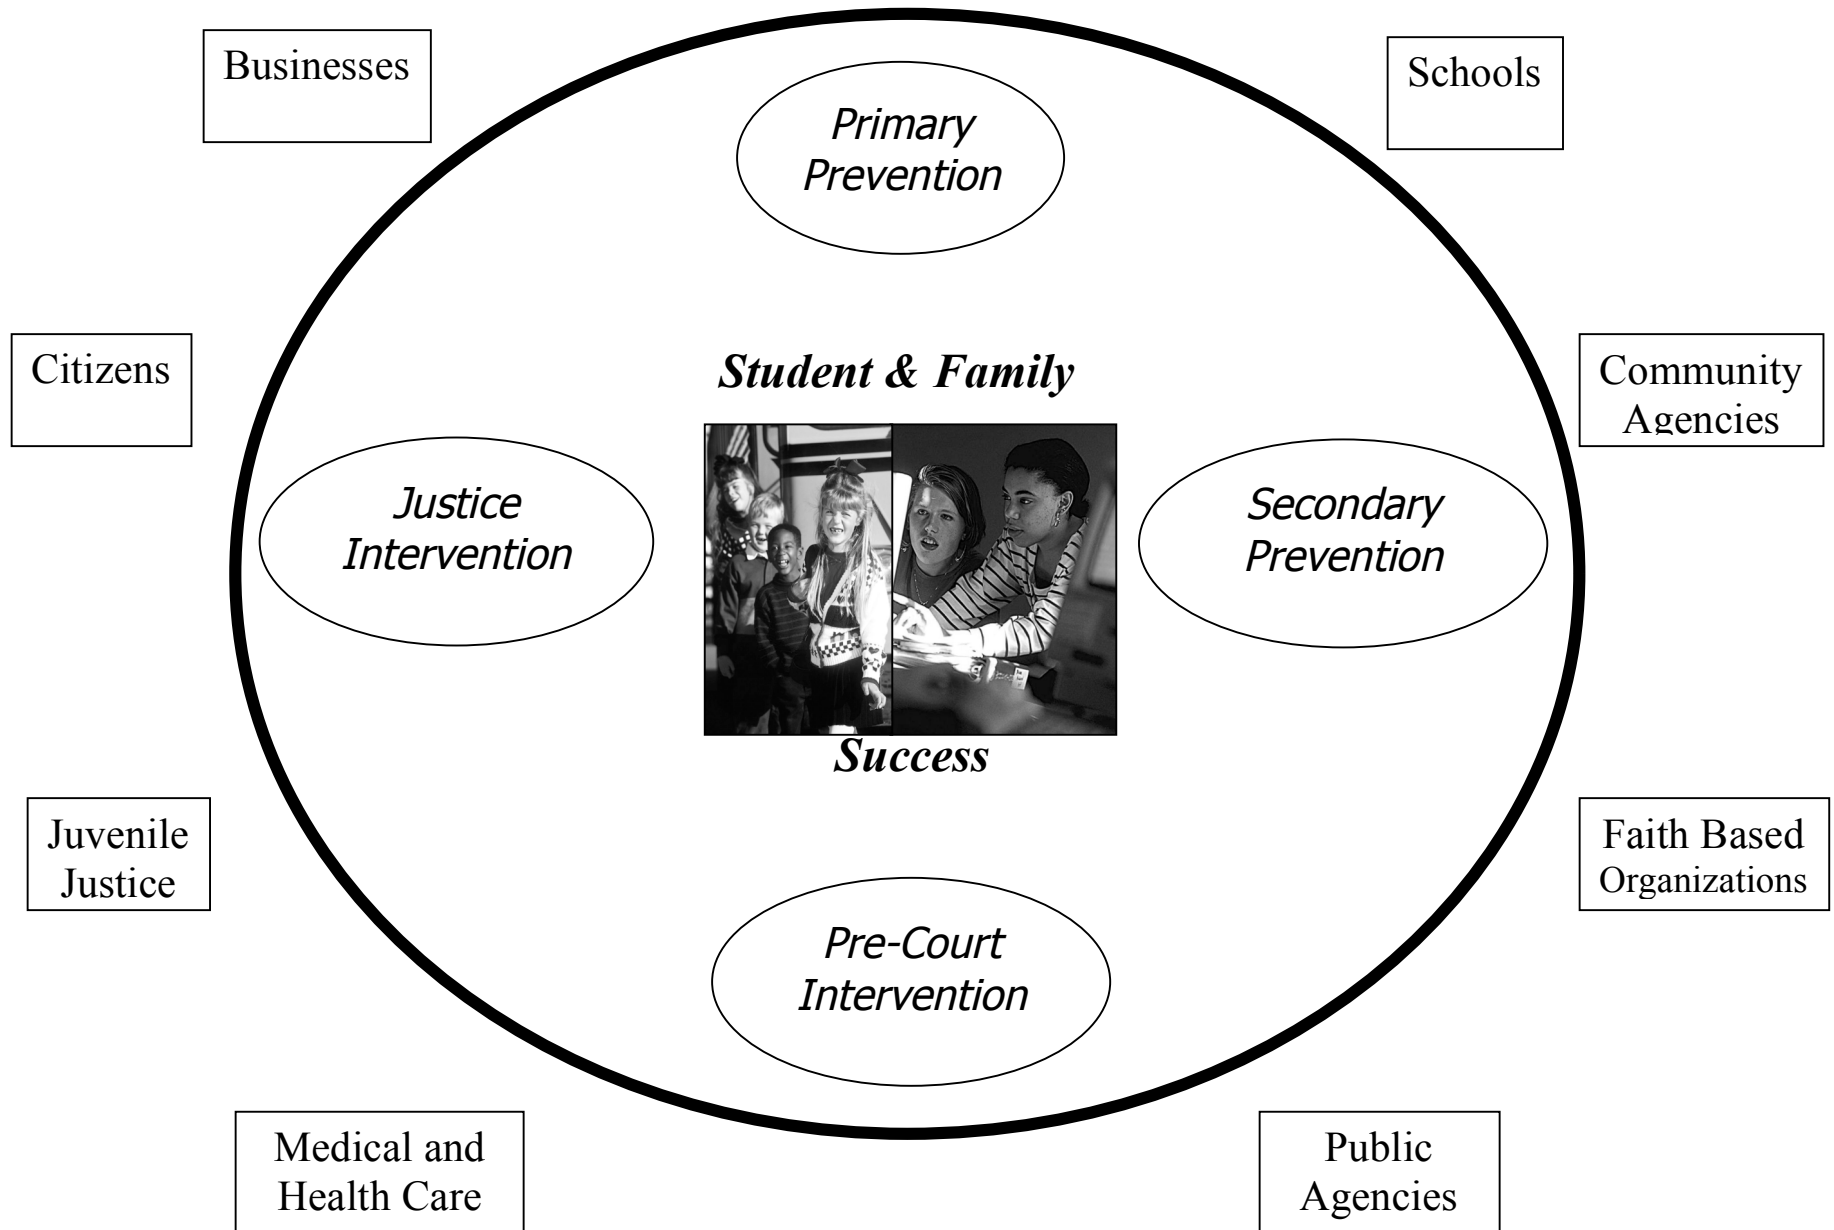 Businesses
Schools
Primary
Prevention
Citizens
Student & Family
Community
Agencies
Justice
Intervention
Secondary
Prevention
Success
Juvenile
Justice
Faith Based
Organizations
Pre-Court
Intervention
Medical and
Health Care
Public
Agencies